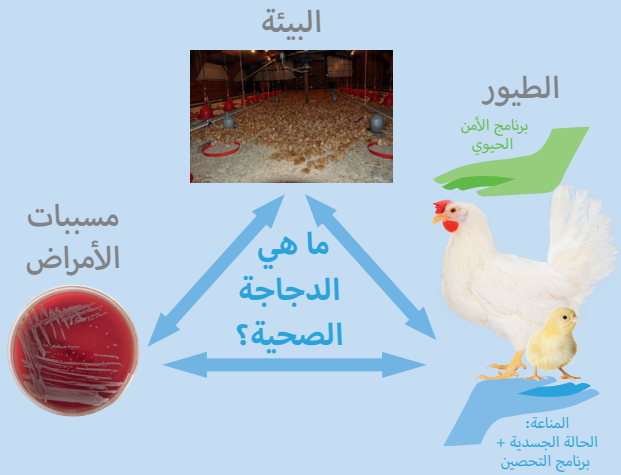 البيئة
الطيور
برنامج الأمن
الحيوي
مسببات
الأمراض
ما هي
الدجاجة
الصحية؟
المناعة:
الحالة الجسدية +
برنامج التحصين